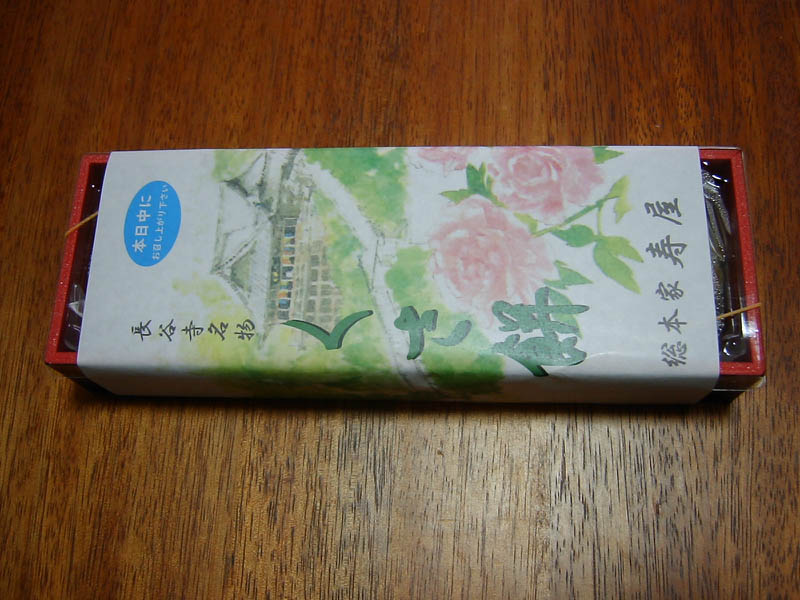 本日中に
お召し上がり下さい
長谷寺名物
くさ餅
総本家 寿屋